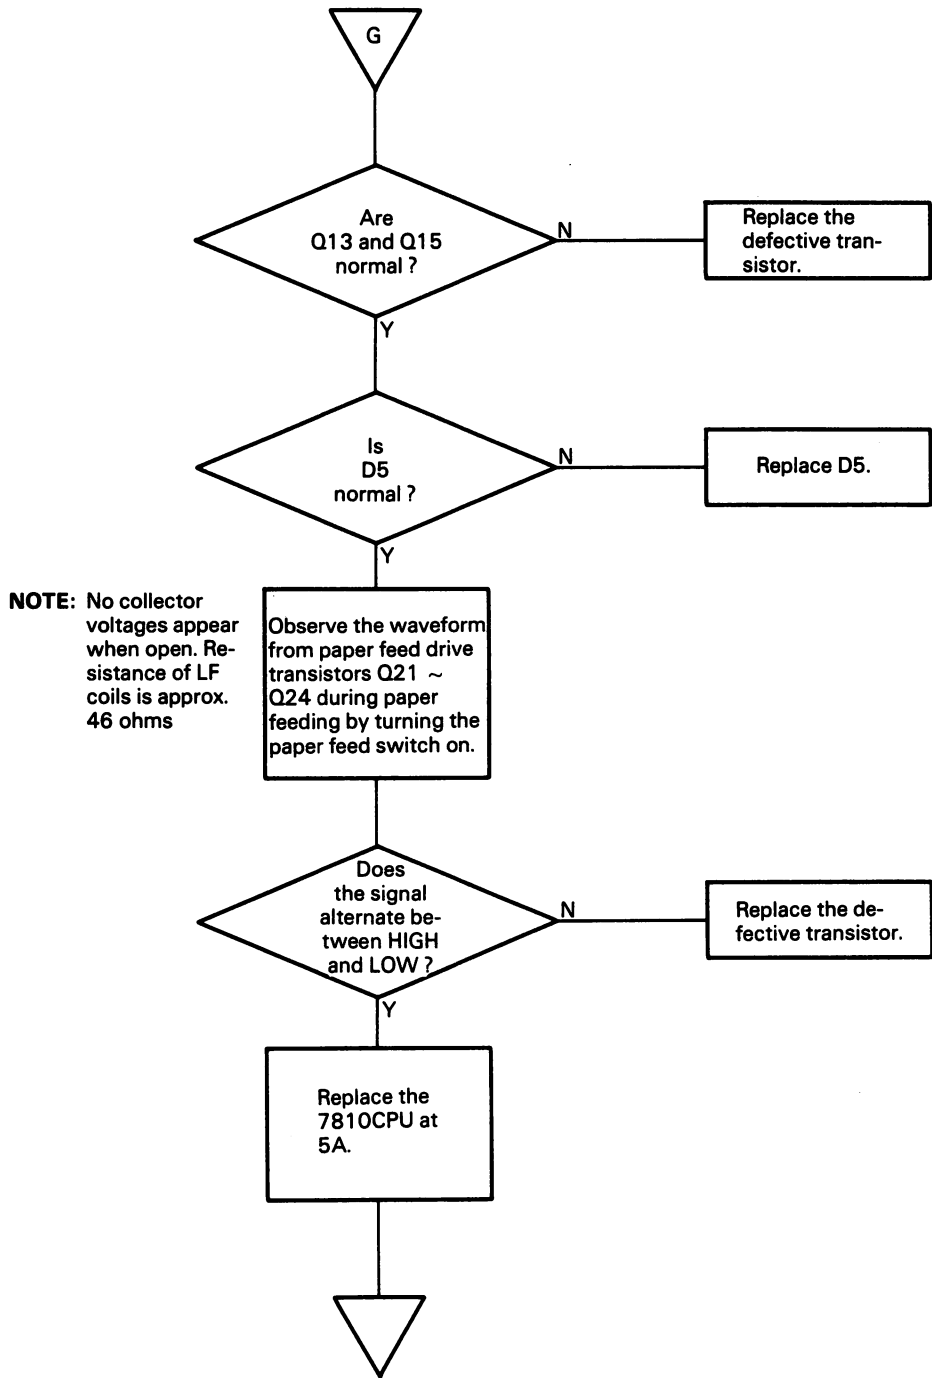 G
Are
Q13 and Q15
normal ?
N
Replace the
defective tran-
sistor.
Y
Is
D5
normal ?
N
Replace D5.
Y
NOTE: No collector
voltages appear
when open. Re-
sistance of LF
coils is approx.
46 ohms
Observe the waveform
from paper feed drive
transistors Q21 ~
Q24 during paper
feeding by turning the
paper feed switch on.
Does
the signal
alternate be-
tween HIGH
and LOW ?
N
Replace the de-
fective transistor.
Y
Replace the
7810CPU at
5A.